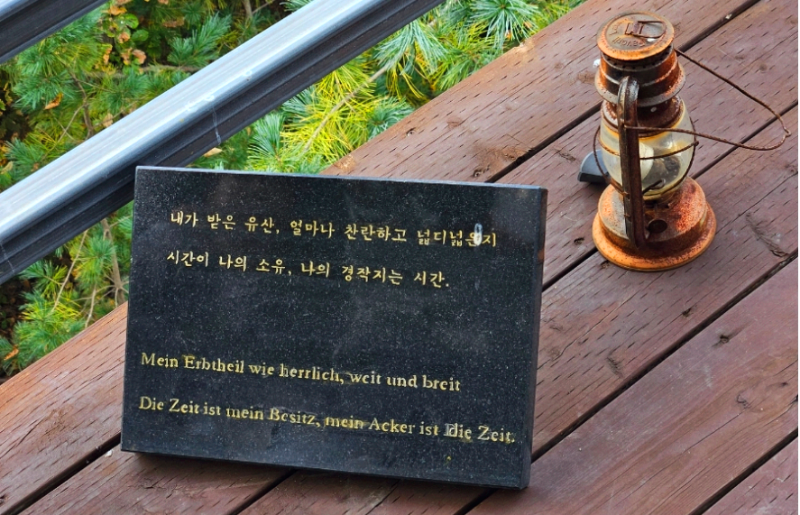 내가 받은 유산, 얼마나 찬란하고 넓디넓은지
시간이 나의 소유, 나의 경작지는 시간.
Mein Erbtheil wie herrlich, weit und breit
Die Zeit ist mein Besitz, mein Acker ist die Zeit.